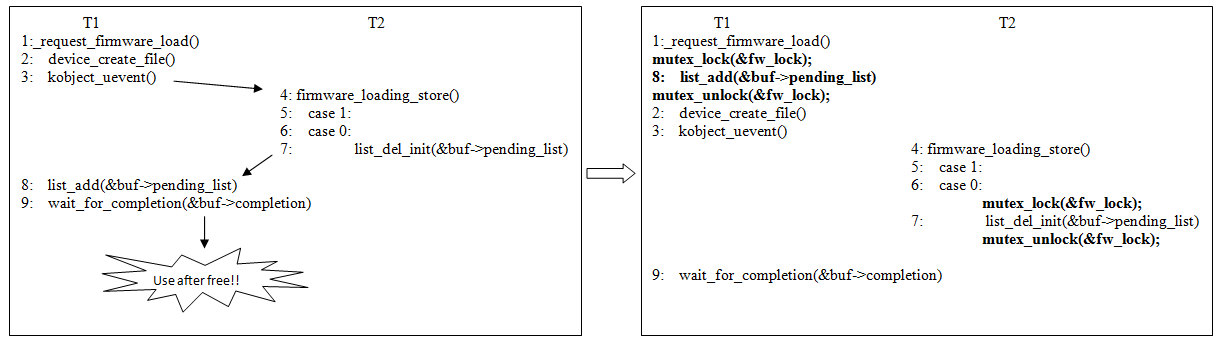 T1 T2
1:_request_firmware_load()
2: device_create_file()
3: kobject_uevent()
4: firmware_loading_store()
5: case 1:
6: case 0:
7: list_del_init(&buf->pending_list)
8: list_add(&buf->pending_list)
9: wait_for_completion(&buf->completion)
Use after free!!
T1 T2
1:_request_firmware_load()
mutex_lock(&fw_lock);
8: list_add(&buf->pending_list)
mutex_unlock(&fw_lock);
2: device_create_file()
3: kobject_uevent()
4: firmware_loading_store()
5: case 1:
6: case 0:
mutex_lock(&fw_lock);
7: list_del_init(&buf->pending_list)
mutex_unlock(&fw_lock);
9: wait_for_completion(&buf->completion)